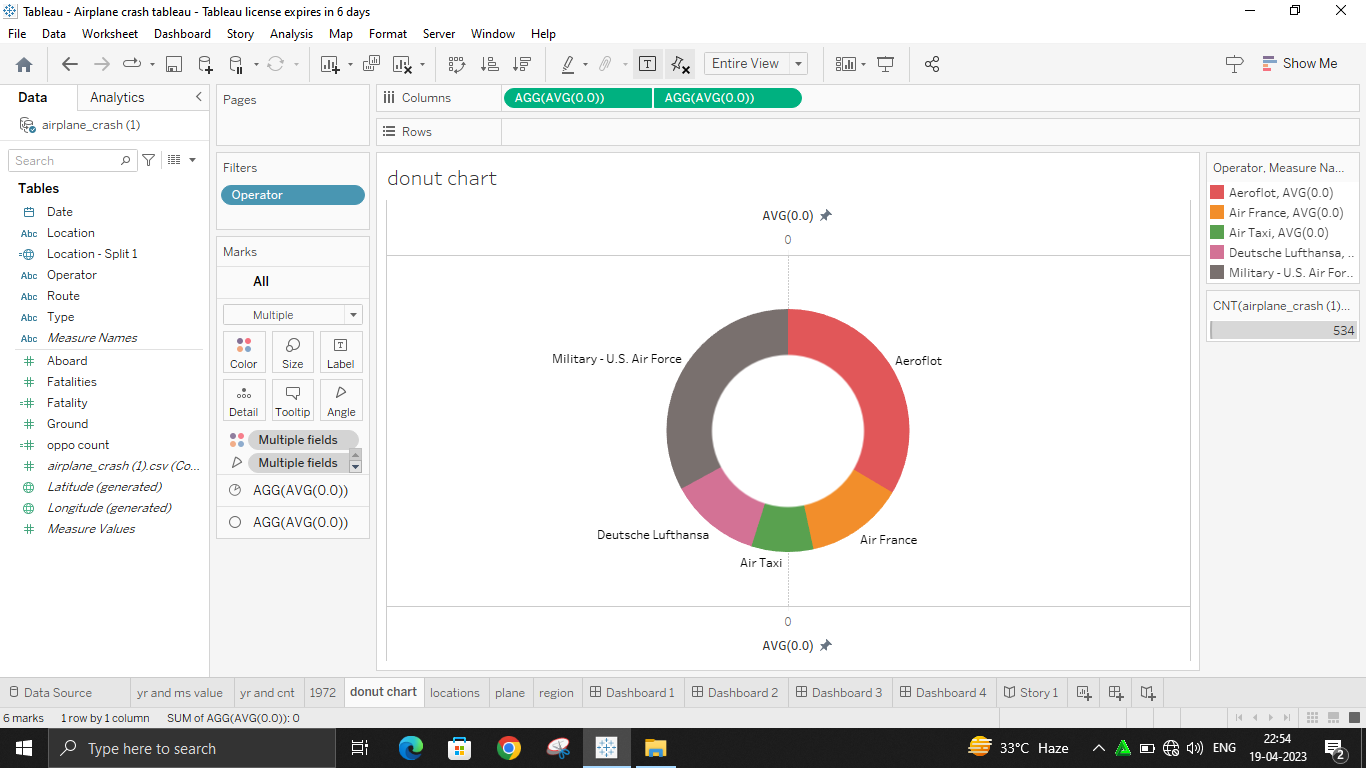 Tableau - Airplane crash tableau - Tableau license expires in 6 days
File Data Worksheet Dashboard Story Analysis Map Format Server Window Help
Entire View
Show Me
Data Analytics
airplane_crash (1)
Search
Tables
Date
Abc Location
Location - Split 1
Abc Operator
Abc Route
Abc Type
Abc Measure Names
Aboard
Fatalities
Fatality
Ground
oppo count
airplane_crash (1).csv (Co...
Latitude (generated)
Longitude (generated)
Measure Values
Pages
Filters
Operator
Marks
All
Multiple
Color Size Label
Detail Tooltip Angle
Multiple fields
Multiple fields
AGG(AVG(0.0))
AGG(AVG(0.0))
Columns AGG(AVG(0.0)) AGG(AVG(0.0))
Rows
donut chart
AVG(0.0)
0
Military - U.S. Air Force
Aeroflot
Deutsche Lufthansa
Air France
Air Taxi
0
AVG(0.0)
Operator, Measure Na...
Aeroflot, AVG(0.0)
Air France, AVG(0.0)
Air Taxi, AVG(0.0)
Deutsche Lufthansa, ..
Military - U.S. Air For..
CNT(airplane_crash (1)...
534
Data Source yr and ms value yr and cnt 1972 donut chart locations plane region Dashboard 1 Dashboard 2 Dashboard 3 Dashboard 4 Story 1
6 marks 1 row by 1 column SUM of AGG(AVG(0.0)): 0
Type here to search
33°C Haze
ENG
22:54
19-04-2023
2